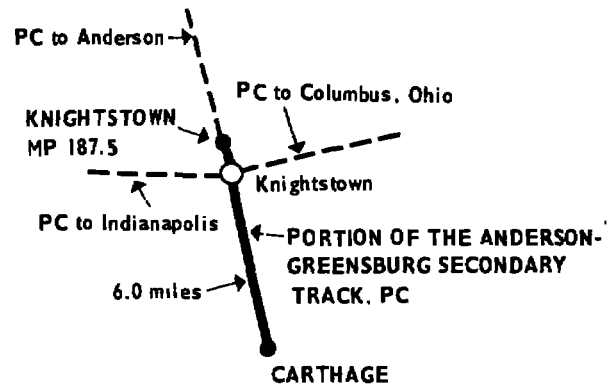 PC to Anderson
PC to Columbus, Ohio
KNIGHTSTOWN
MP 187.5
Knightstown
PC to Indianapolis
PORTION OF THE ANDERSON-
GREENSBURG SECONDARY
TRACK, PC
6.0 miles
CARTHAGE